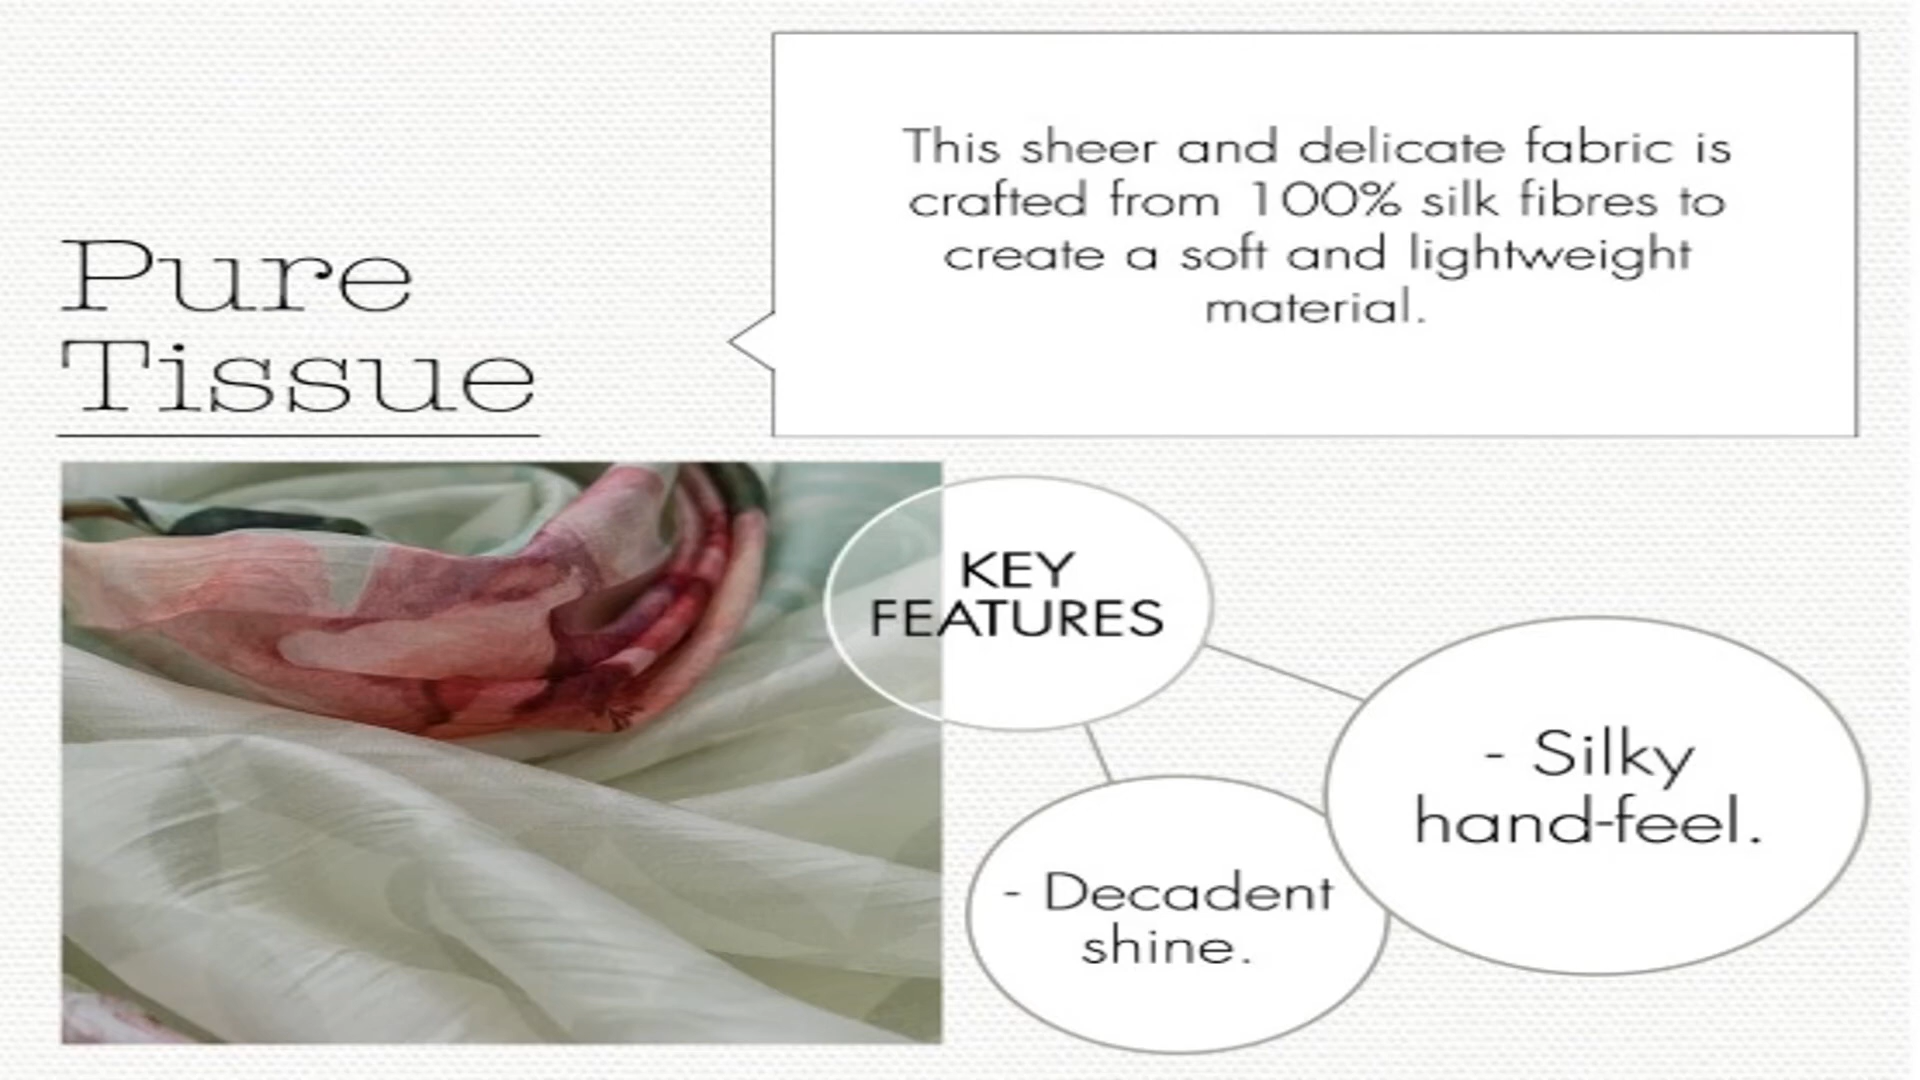 Pure
Tissue
This sheer and delicate fabric is
crafted from 100% silk fibres to
create a soft and lightweight
material.
KEY
FEATURES
- Silky
hand-feel.
- Decadent
shine.